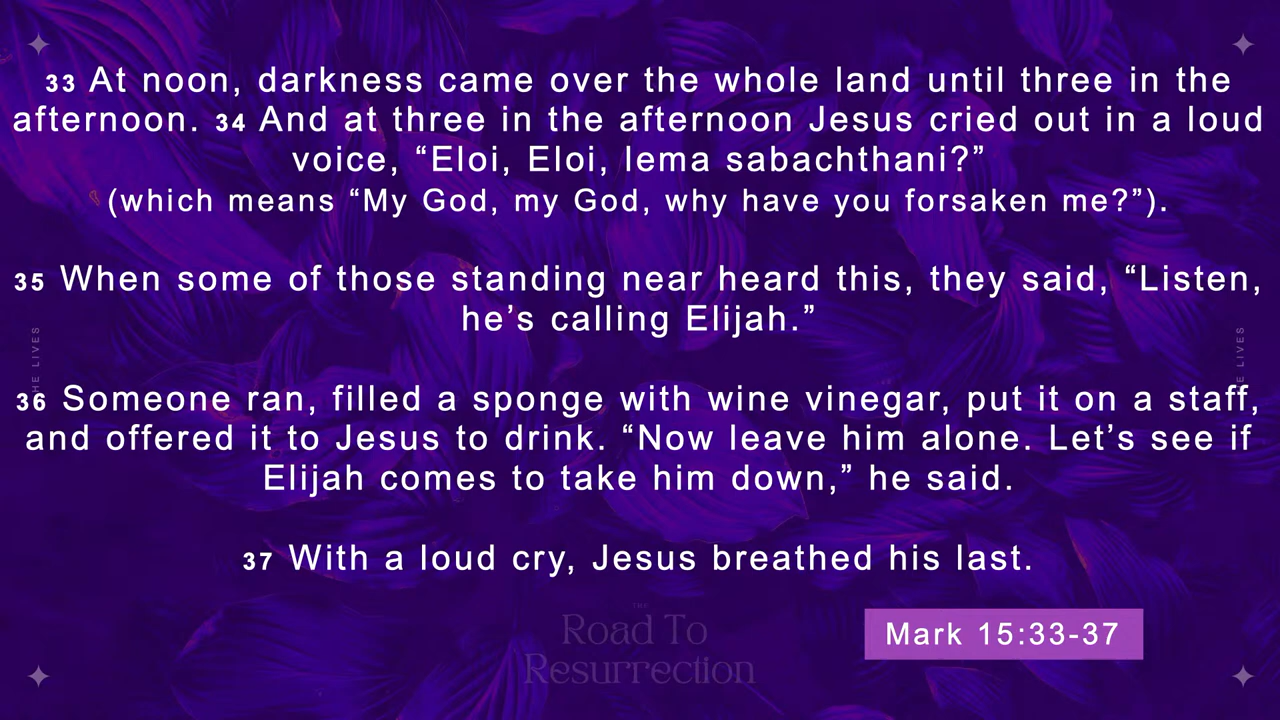 33 At noon, darkness came over the whole land until three in the
afternoon. 34 And at three in the afternoon Jesus cried out in a loud
voice, “Eloi, Eloi, lema sabachthani?”
(which means “My God, my God, why have you forsaken me?”).
35 When some of those standing near heard this, they said, “Listen,
he’s calling Elijah.”
HE LIVES
E LIVES
36 Someone ran, filled a sponge with wine vinegar, put it on a staff,
and offered it to Jesus to drink. “Now leave him alone. Let’s see if
Elijah comes to take him down,” he said.
37 With a loud cry, Jesus breathed his last.
THE
Road To
Resurrection
Mark 15:33-37